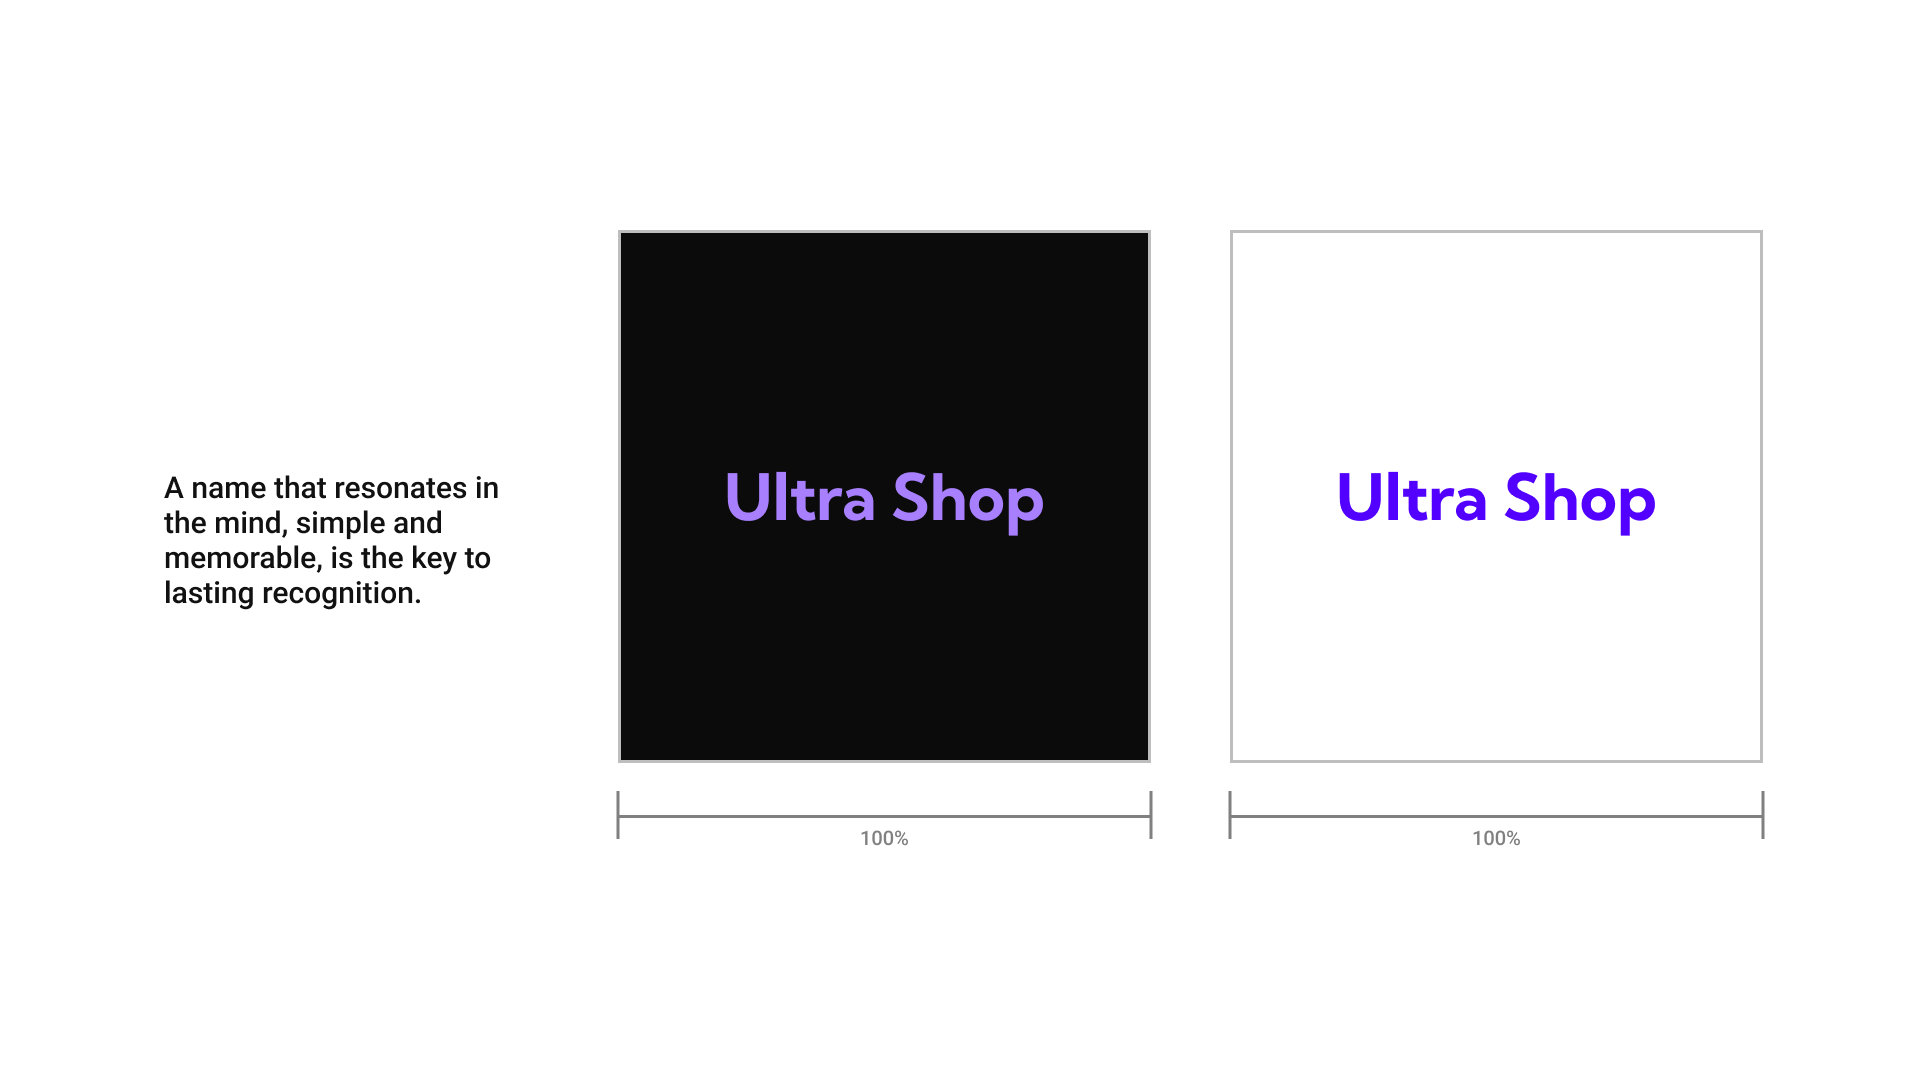 A name that resonates in
the mind, simple and
memorable, is the key to
lasting recognition.
Ultra Shop
100%
Ultra Shop
100%